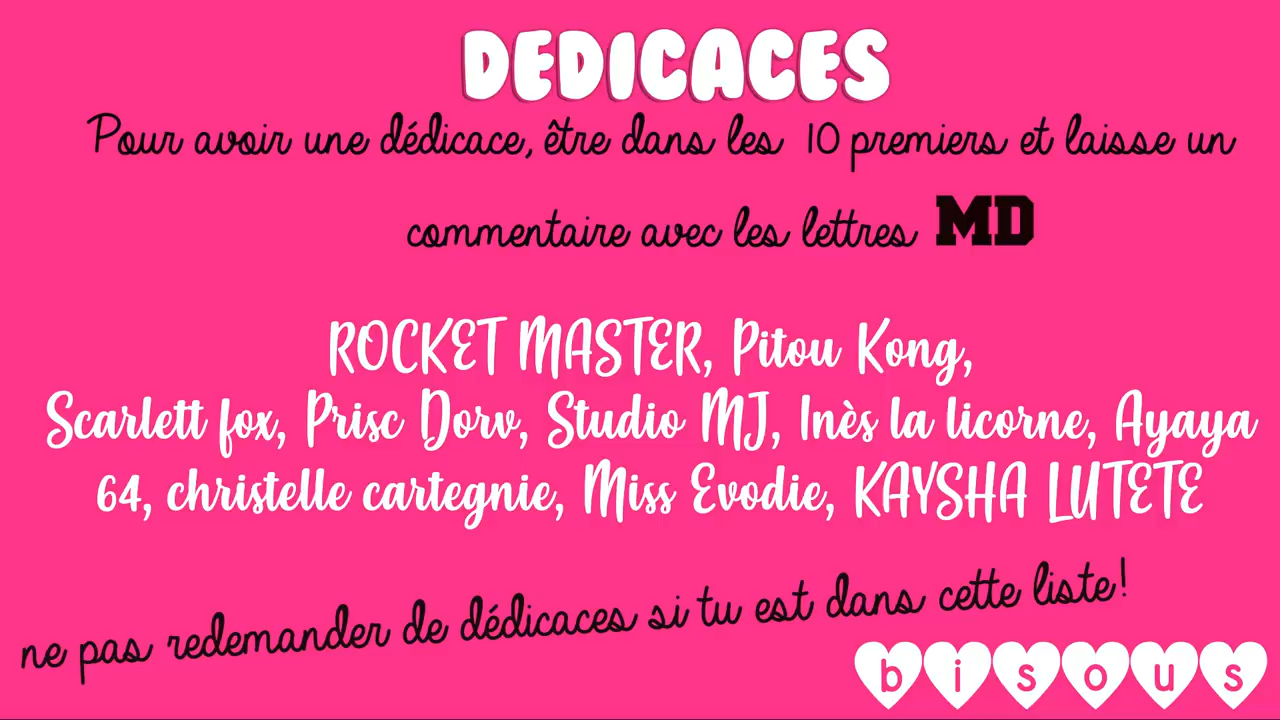 DEDICACES
Pour avoir une dédicace, être dans les 10 premiers et laisse un
commentaire avec les lettres MD
ROCKET MASTER, Pitou Kong,
Scarlett fox, Prisc Dorv, Studio MJ, Inès la licorne, Ayaya
64, christelle cartegnie, Miss Evodie, KAYSHA LUTETE
ne pas redemander de dédicaces si tu est dans cette liste!
bisous